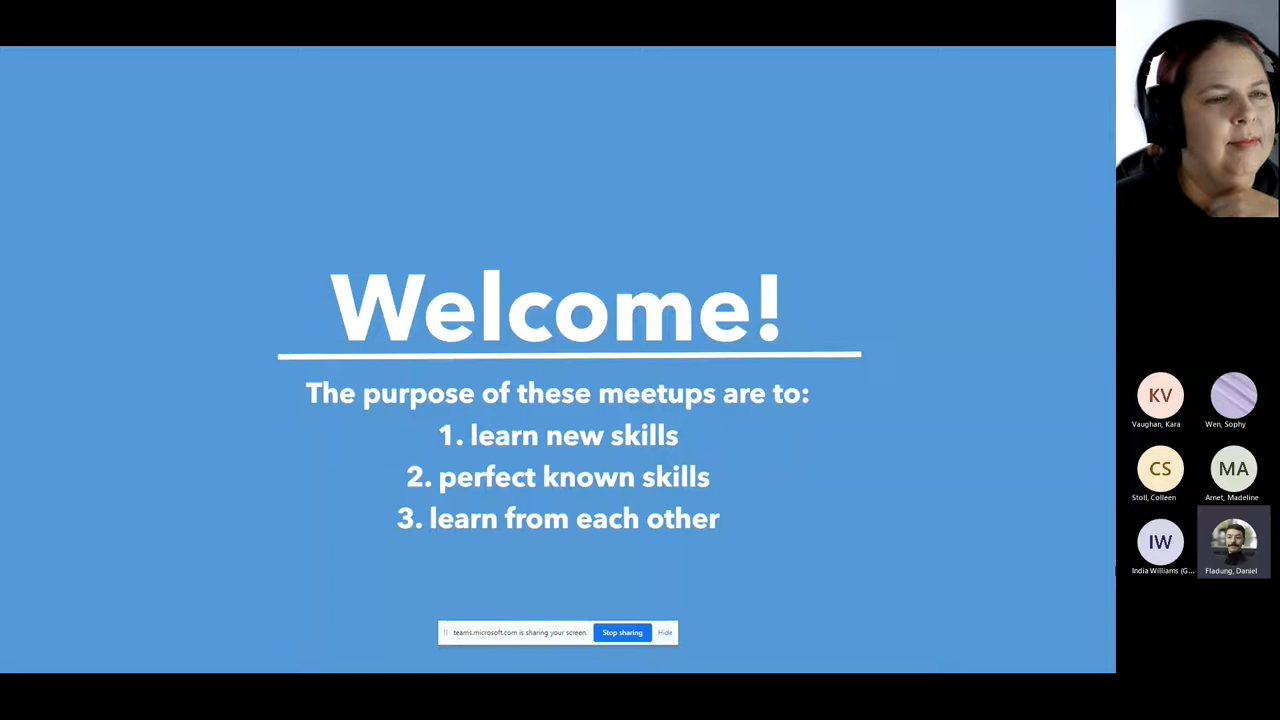 Welcome!
The purpose of these meetups are to:
1. learn new skills
2. perfect known skills
3. learn from each other
teams.microsoft.com is sharing your screen.
Stop sharing
Hide
KV
Vaughan, Kara
Wen, Sophy
CS
MA
Stoll, Colleen
Arnet, Madeline
IW
India Williams (G...
Fladung, Daniel